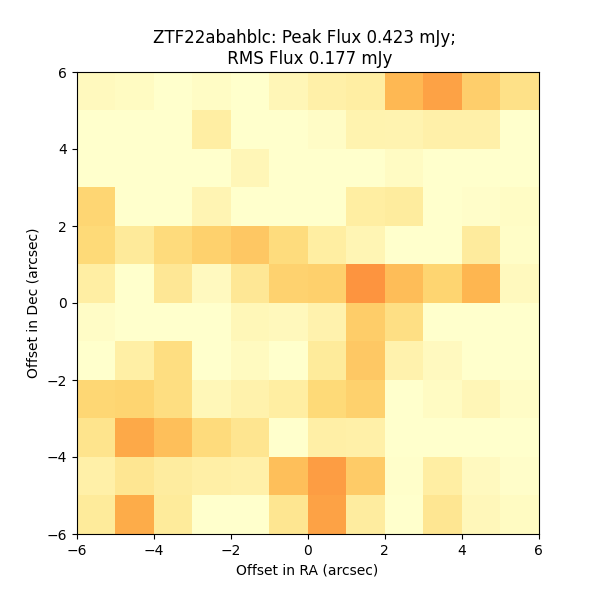 ZTF22abahblc: Peak Flux 0.423 mJy;
RMS Flux 0.177 mJy
6
4
2
0
−2
−4
−6
Offset in Dec (arcsec)
−6 −4 −2 0 2 4 6
Offset in RA (arcsec)